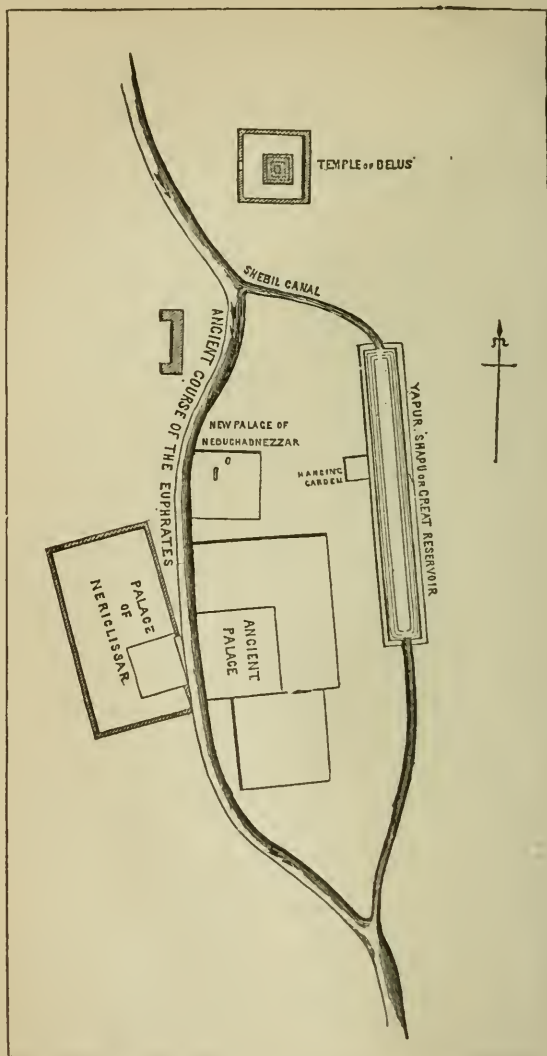 TEMPLE OF BELUS
SHEBIL CANAL
N
ANCIENT COURSE OF THE EUPHRATES
NEW PALACE OF
NEBUCHADNEZZAR
HANGING
GARDEN
YAPUR, SHAPU OR GREAT RESERVOIR
PALACE
OF
NERICLISSAR
ANCIENT
PALACE